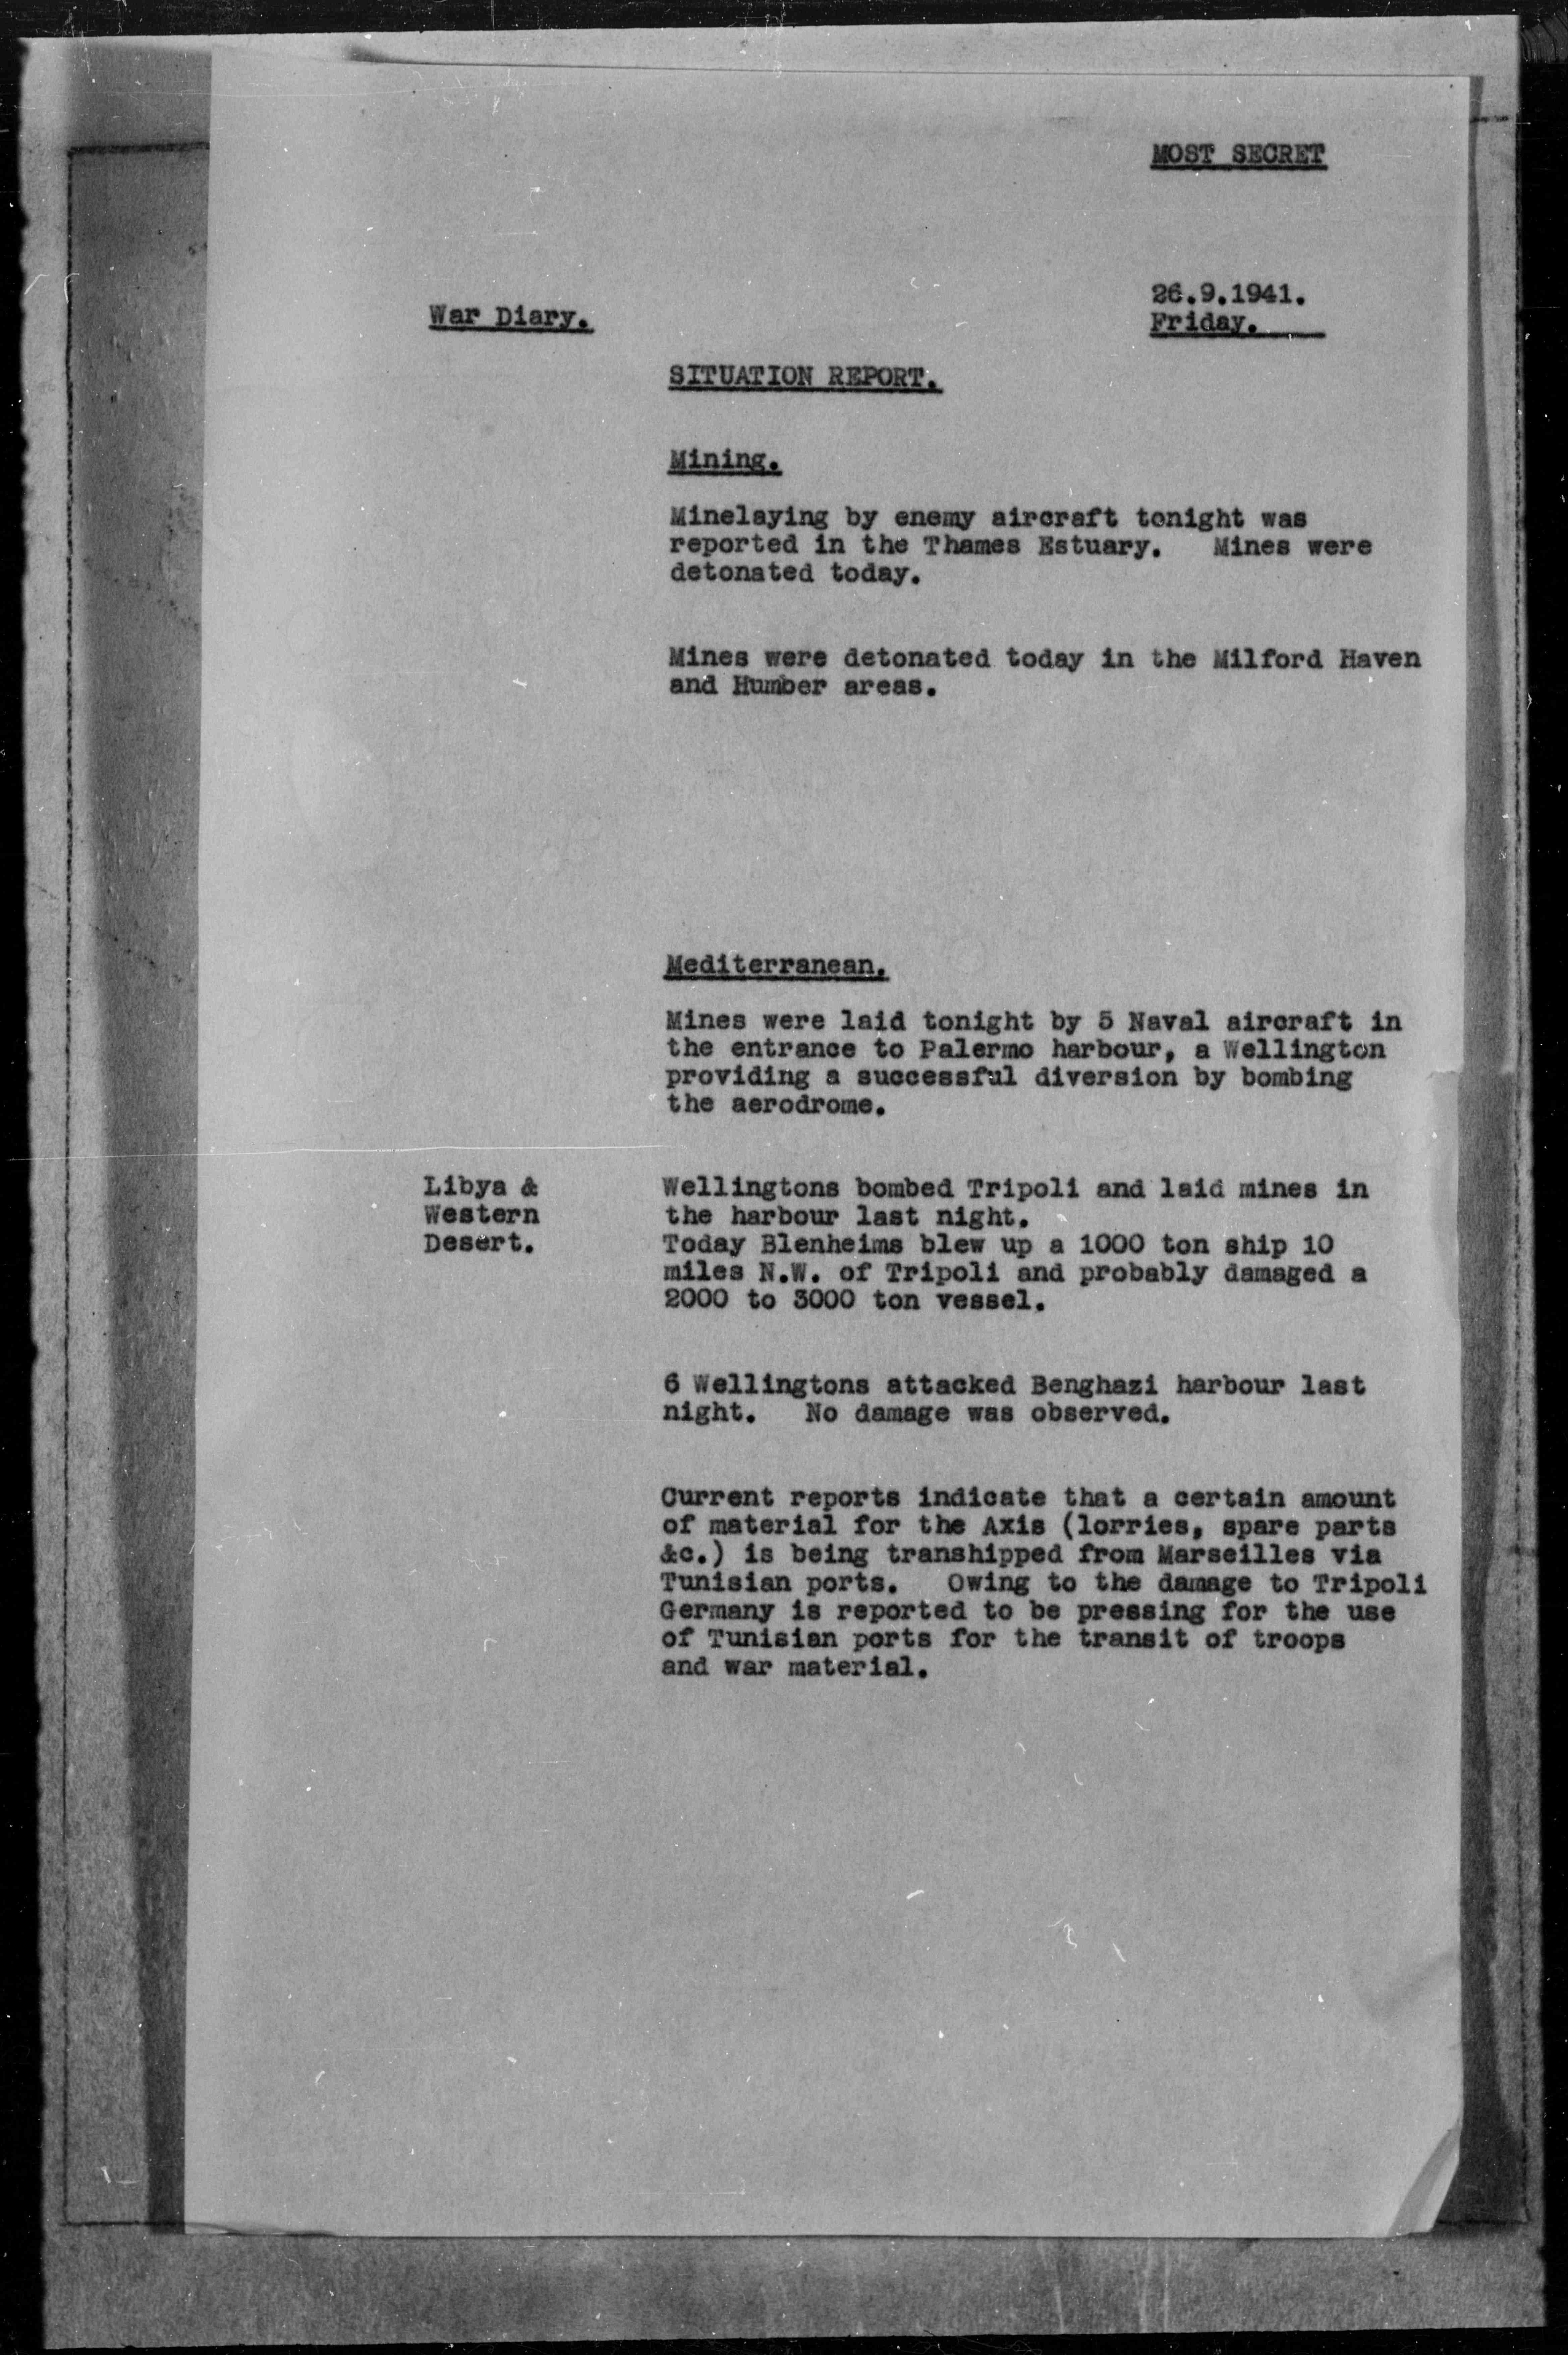 MOST SECRET
26.9.1941.
War Diary.
Friday.
SITUATION REPORT.
Mining.
Minelaying by enemy aircraft tonight was
reported in the Thames Estuary. Mines were
detonated today.
Mines were detonated today in the Milford Haven
and Humber areas.
Mediterranean.
Mines were laid tonight by 5 Naval aircraft in
the entrance to Palermo harbour, a Wellington
providing a successful diversion by bombing
the aerodrome.
Libya &
Western
Desert.
Wellingtons bombed Tripoli and laid mines in
the harbour last night.
Today Blenheims blew up a 1000 ton ship 10
miles N.W. of Tripoli and probably damaged a
2000 to 3000 ton vessel.
6 Wellingtons attacked Benghazi harbour last
night. No damage was observed.
Current reports indicate that a certain amount
of material for the Axis (lorries, spare parts
&c.) is being transhipped from Marseilles via
Tunisian ports. Owing to the damage to Tripoli
Germany is reported to be pressing for the use
of Tunisian ports for the transit of troops
and war material.